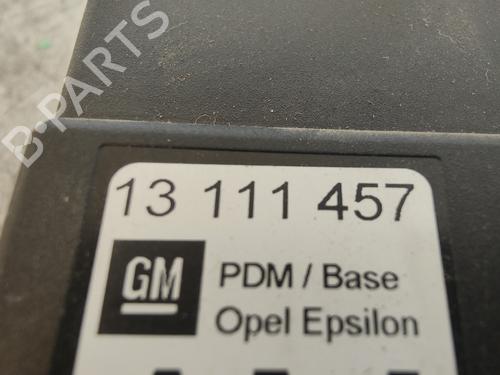 B-PARTS
13 111 457
GM
PDM / Base
Opel Epsilon